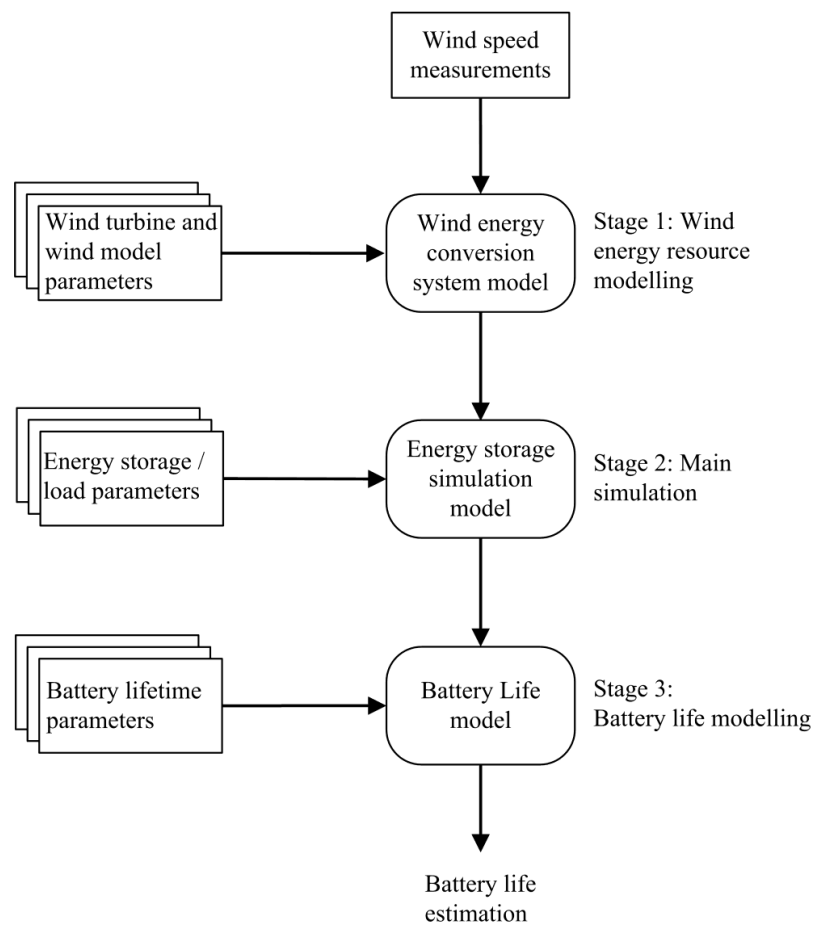 Wind speed
measurements
Wind turbine and
wind model
parameters
Wind energy
conversion
system model
Stage 1: Wind
energy resource
modelling
Energy storage /
load parameters
Energy storage
simulation
model
Stage 2: Main
simulation
Battery lifetime
parameters
Battery Life
model
Stage 3:
Battery life modelling
Battery life
estimation